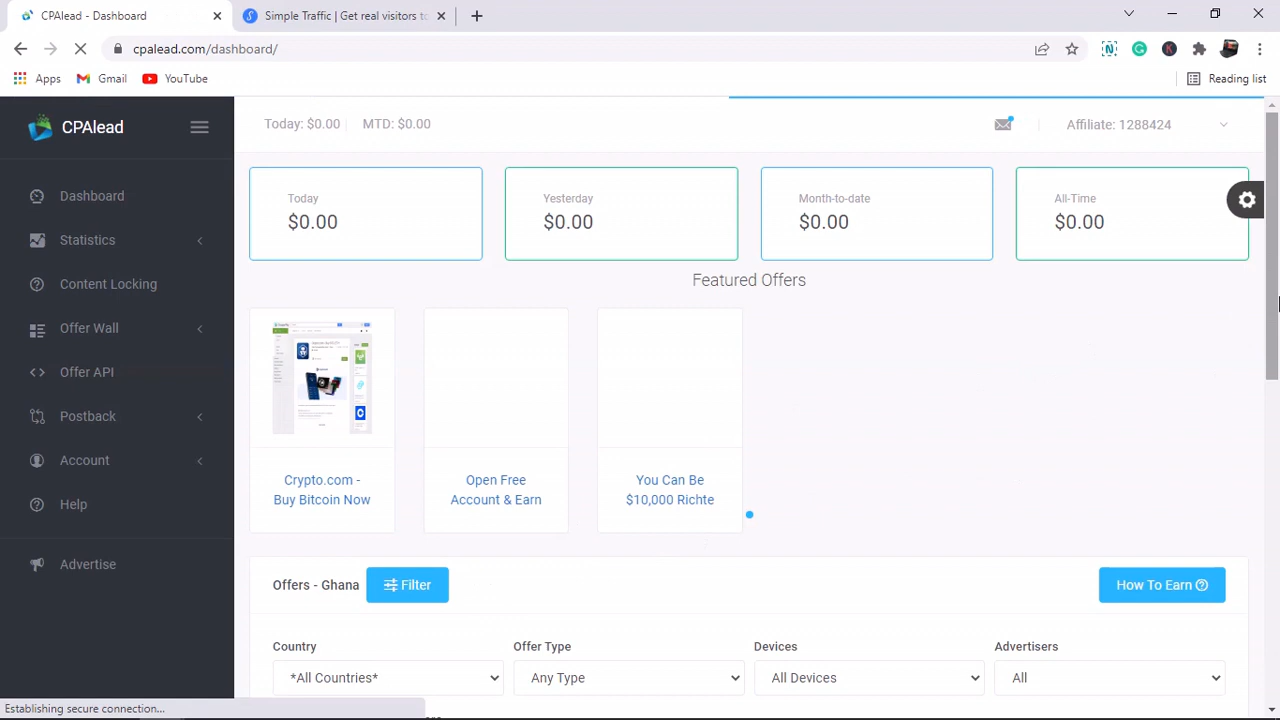 CPAlead - Dashboard
Simple Traffic | Get real visitors to
cpalead.com/dashboard/
Apps
Gmail
YouTube
Reading list
CPAlead
Today: $0.00
MTD: $0.00
Affiliate: 1288424
Dashboard
Statistics
Content Locking
Offer Wall
Offer API
Postback
Account
Help
Advertise
Today
$0.00
Yesterday
$0.00
Month-to-date
$0.00
All-Time
$0.00
Featured Offers
Crypto.com -
Buy Bitcoin Now
Open Free
Account & Earn
You Can Be
$10,000 Richte
Offers - Ghana
Filter
How To Earn
Country
Offer Type
Devices
Advertisers
*All Countries*
Any Type
All Devices
All
Establishing secure connection...